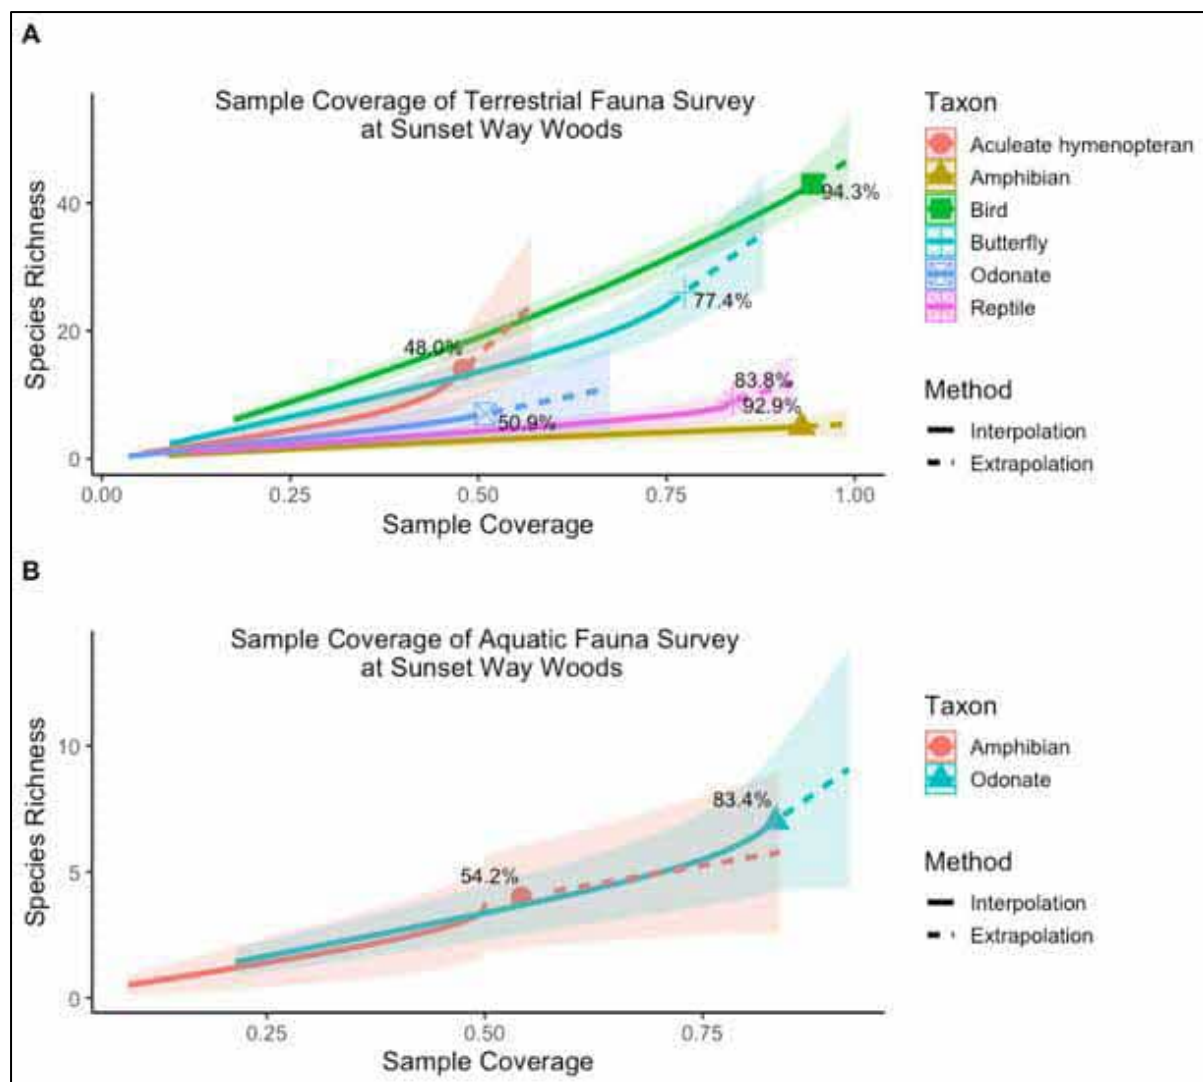 A
Sample Coverage of Terrestrial Fauna Survey
at Sunset Way Woods
Species Richness
40
20
0
94.3%
77.4%
48.0%
83.8%
92.9%
50.9%
0.00
0.25
0.50
0.75
1.00
Sample Coverage
Taxon
Aculeate hymenopteran
Amphibian
Bird
Butterfly
Odonate
Reptile
Method
Interpolation
Extrapolation
B
Sample Coverage of Aquatic Fauna Survey
at Sunset Way Woods
Species Richness
10
5
0
83.4%
54.2%
0.25
0.50
0.75
Sample Coverage
Taxon
Amphibian
Odonate
Method
Interpolation
Extrapolation